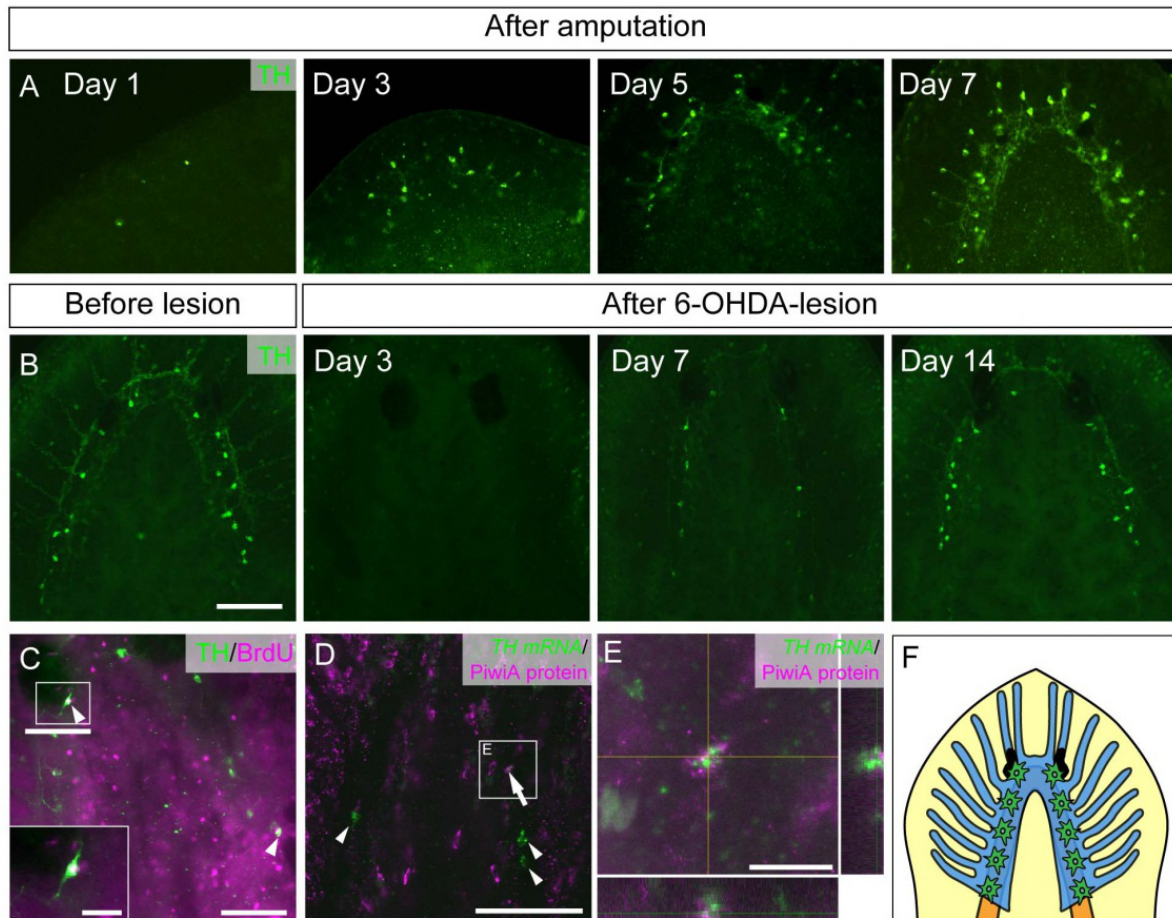 After amputation
A Day 1 TH Day 3 Day 5 Day 7
Before lesion After 6-OHDA-lesion
B TH Day 3 Day 7 Day 14
C TH/BrdU D TH mRNA/ E TH mRNA/ F
PiwiA protein PiwiA protein
E